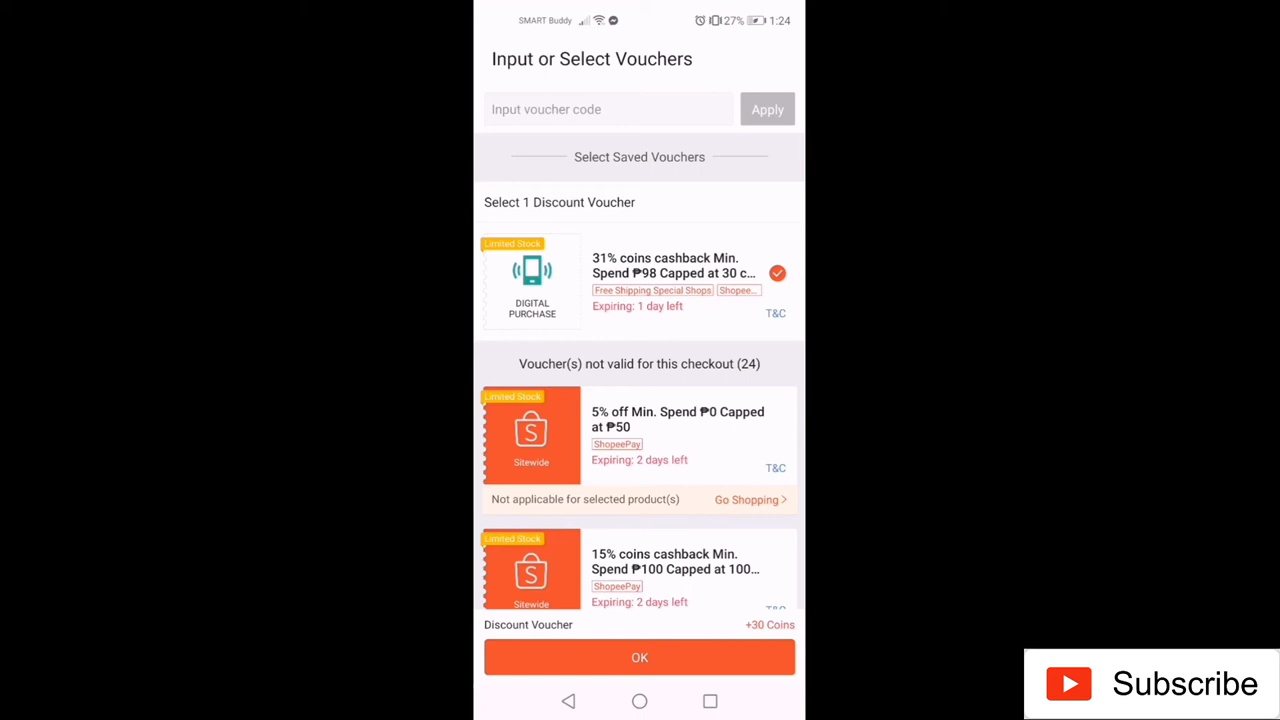 SMART Buddy 27% 1:24
Input or Select Vouchers
Input voucher code Apply
Select Saved Vouchers
Select 1 Discount Voucher
Limited Stock
DIGITAL
PURCHASE
31% coins cashback Min.
Spend ₱98 Capped at 30 c...
Free Shipping Special Shops Shopee...
Expiring: 1 day left
T&C
Voucher(s) not valid for this checkout (24)
Limited Stock
S
Sitewide
5% off Min. Spend ₱0 Capped
at ₱50
ShopeePay
Expiring: 2 days left
T&C
Not applicable for selected product(s) Go Shopping >
Limited Stock
S
Sitewide
15% coins cashback Min.
Spend ₱100 Capped at 100...
ShopeePay
Expiring: 2 days left
T&C
Discount Voucher +30 Coins
OK
Subscribe